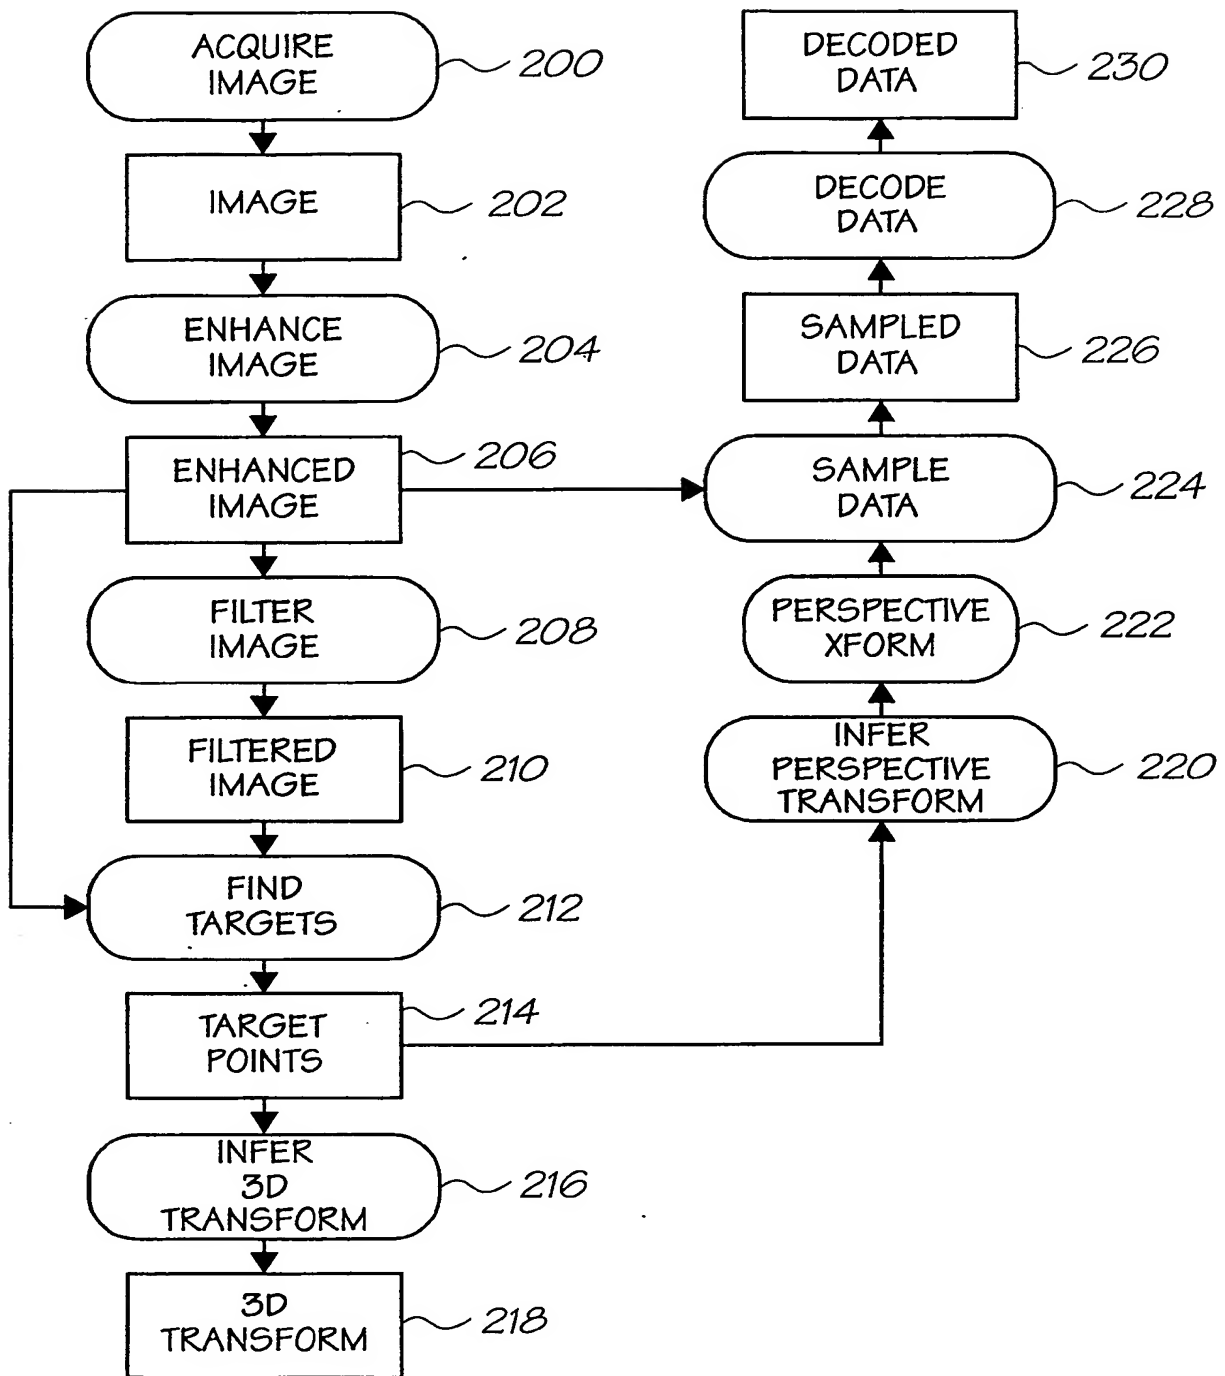 ACQUIRE
IMAGE
200
IMAGE
202
ENHANCE
IMAGE
204
ENHANCED
IMAGE
206
FILTER
IMAGE
208
FILTERED
IMAGE
210
FIND
TARGETS
212
TARGET
POINTS
214
INFER
3D
TRANSFORM
216
3D
TRANSFORM
218
DECODED
DATA
230
DECODE
DATA
228
SAMPLED
DATA
226
SAMPLE
DATA
224
PERSPECTIVE
XFORM
222
INFER
PERSPECTIVE
TRANSFORM
220